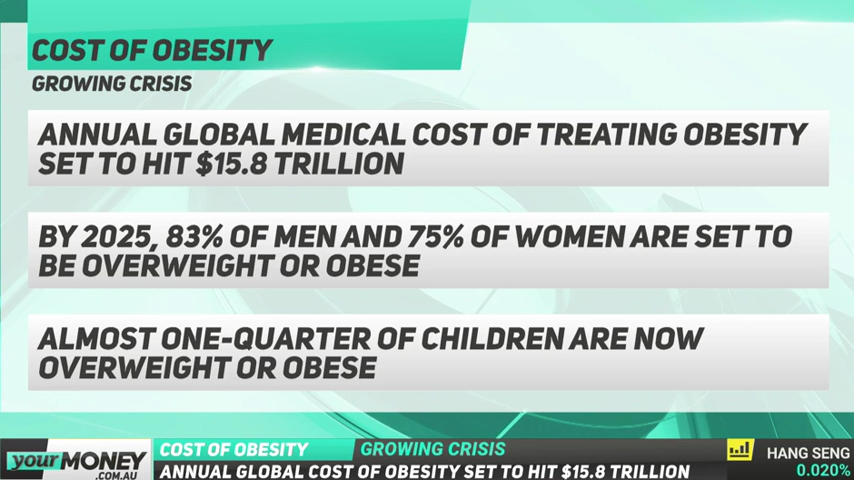 COST OF OBESITY
GROWING CRISIS
ANNUAL GLOBAL MEDICAL COST OF TREATING OBESITY
SET TO HIT $15.8 TRILLION
BY 2025, 83% OF MEN AND 75% OF WOMEN ARE SET TO
BE OVERWEIGHT OR OBESE
ALMOST ONE-QUARTER OF CHILDREN ARE NOW
OVERWEIGHT OR OBESE
your MONEY
.COM.AU
COST OF OBESITY GROWING CRISIS
ANNUAL GLOBAL COST OF OBESITY SET TO HIT $15.8 TRILLION
HANG SENG
0.020%